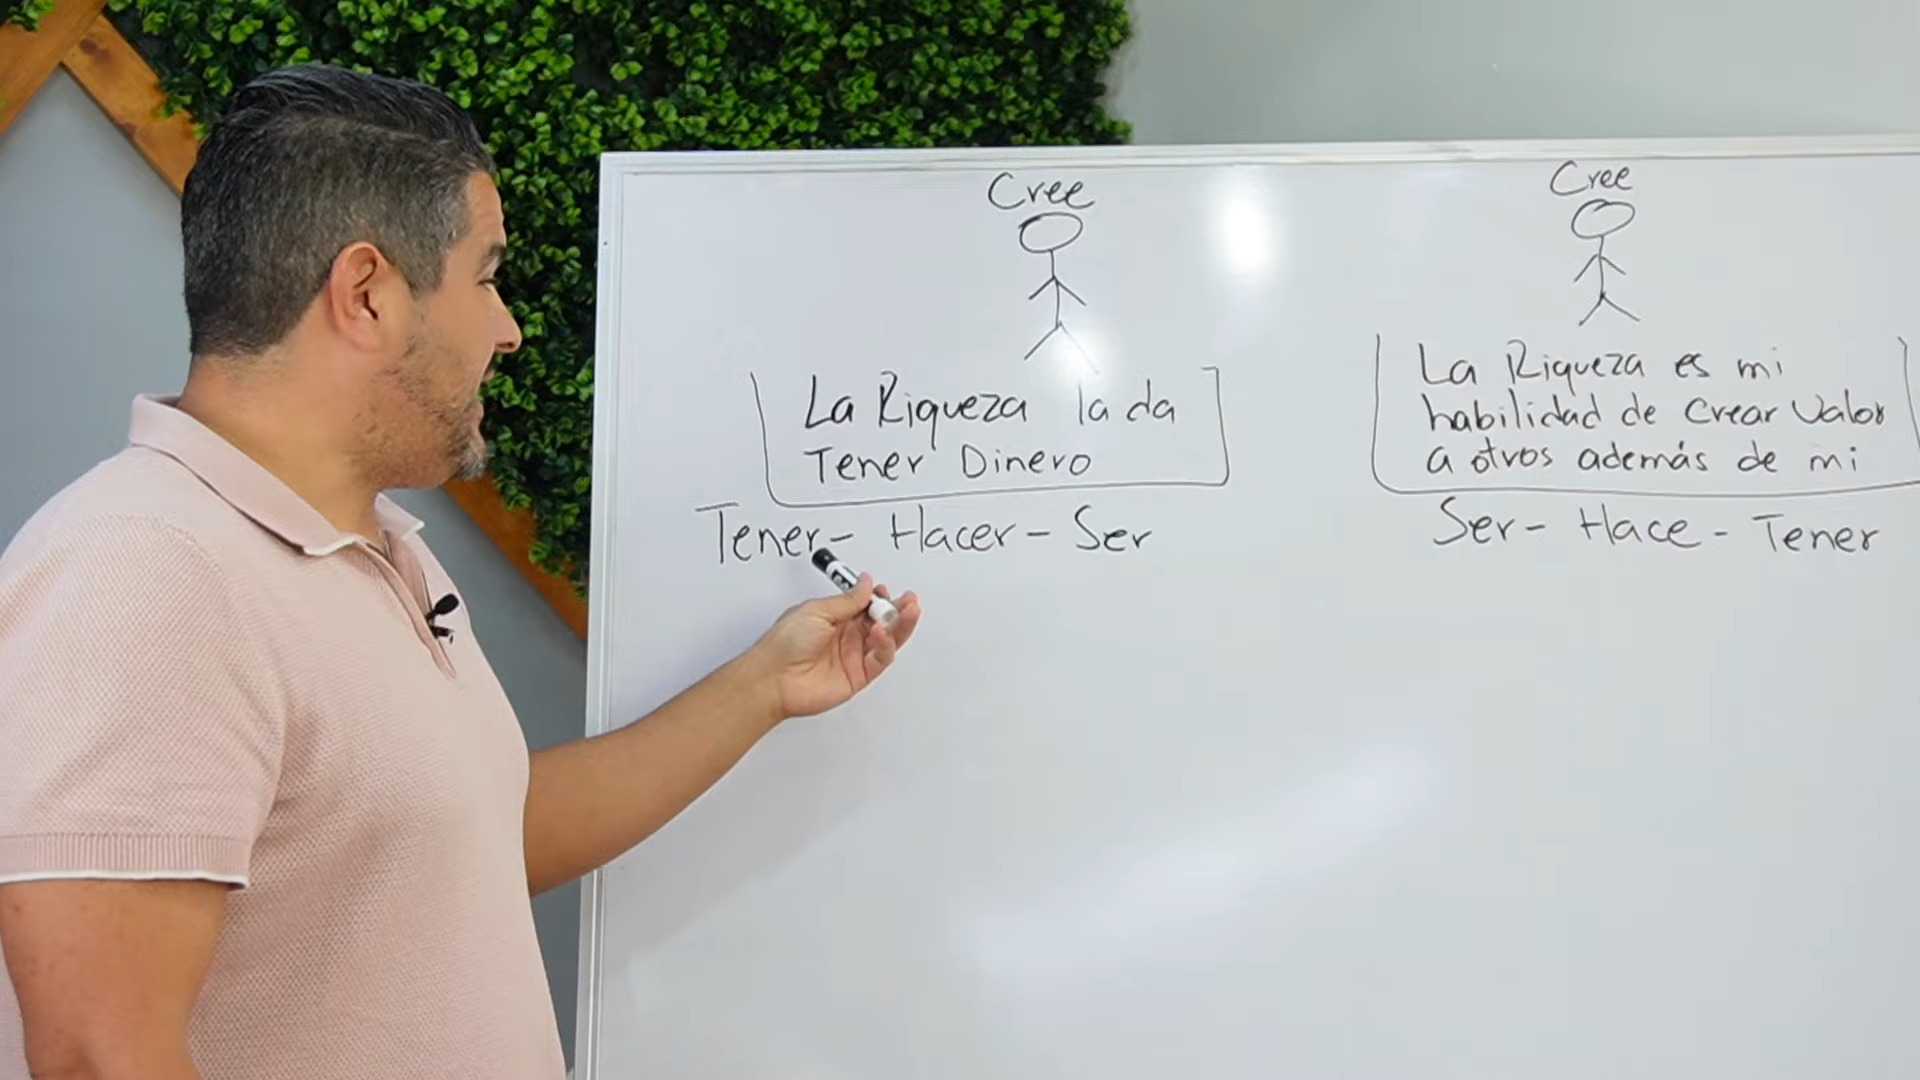 Cree
La Riqueza la da
Tener Dinero
Tener - Hacer - Ser
Cree
La Riqueza es mi
habilidad de Crear Valor
a otros además de mi
Ser - Hace - Tener